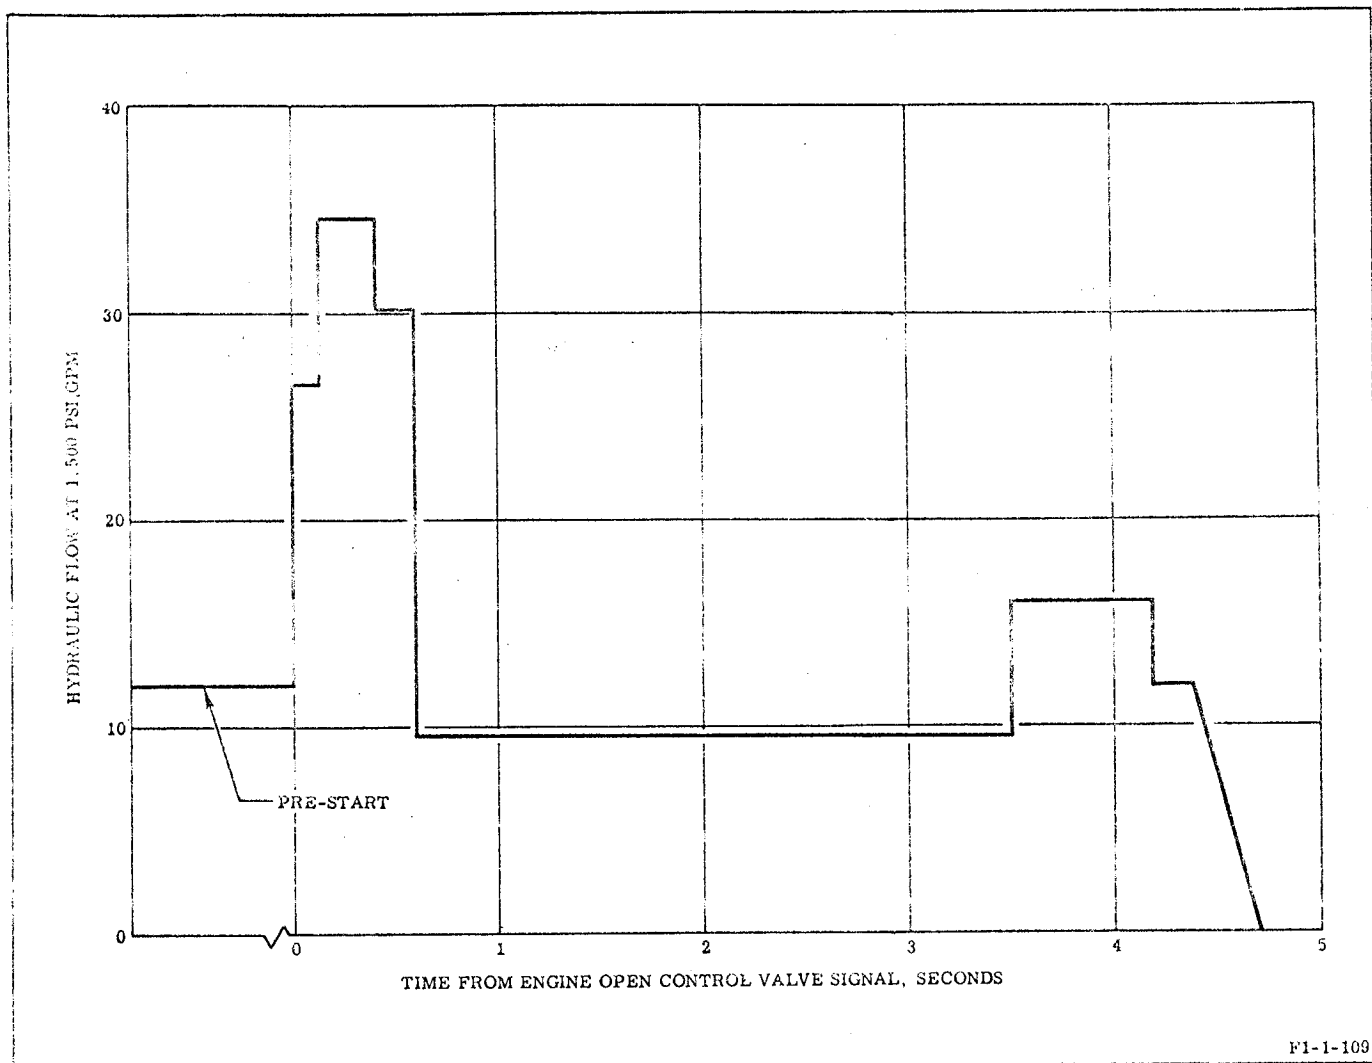 40
30
20
10
0
HYDRAULIC FLOW AT 1,500 PSI,GPM
PRE-START
0 1 2 3 4 5
TIME FROM ENGINE OPEN CONTROL VALVE SIGNAL, SECONDS
F1-1-109